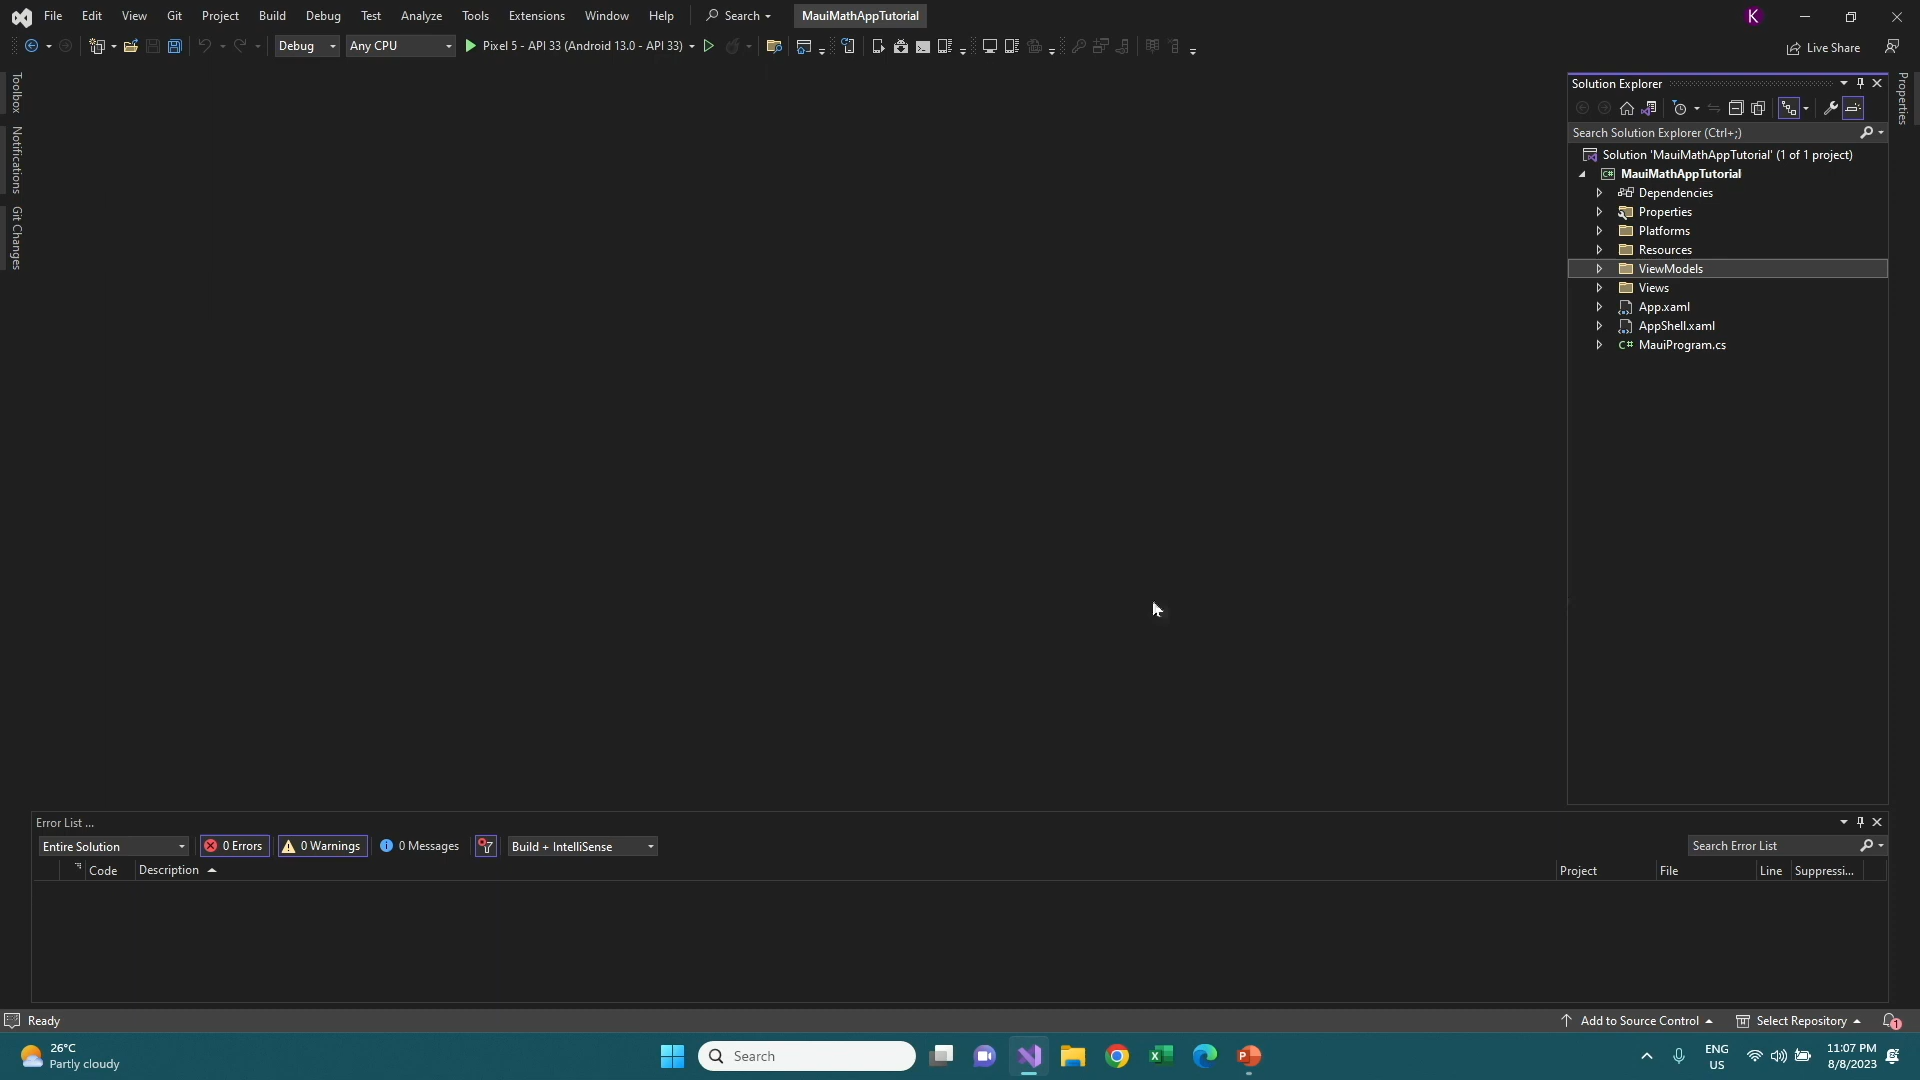 File Edit View Git Project Build Debug Test Analyze Tools Extensions Window Help Search MauiMathAppTutorial K
Debug Any CPU Pixel 5 - API 33 (Android 13.0 - API 33) Live Share
Toolbox
Notifications
Git Changes
Solution Explorer
Search Solution Explorer (Ctrl+;)
Solution 'MauiMathAppTutorial' (1 of 1 project)
C# MauiMathAppTutorial
Dependencies
Properties
Platforms
Resources
ViewModels
Views
App.xaml
AppShell.xaml
C# MauiProgram.cs
Properties
Error List ...
Entire Solution 0 Errors 0 Warnings 0 Messages Build + IntelliSense Search Error List
Code Description Project File Line Suppressi...
Ready Add to Source Control Select Repository 1
26°C
Partly cloudy
Search
ENG
US
11:07 PM
8/8/2023